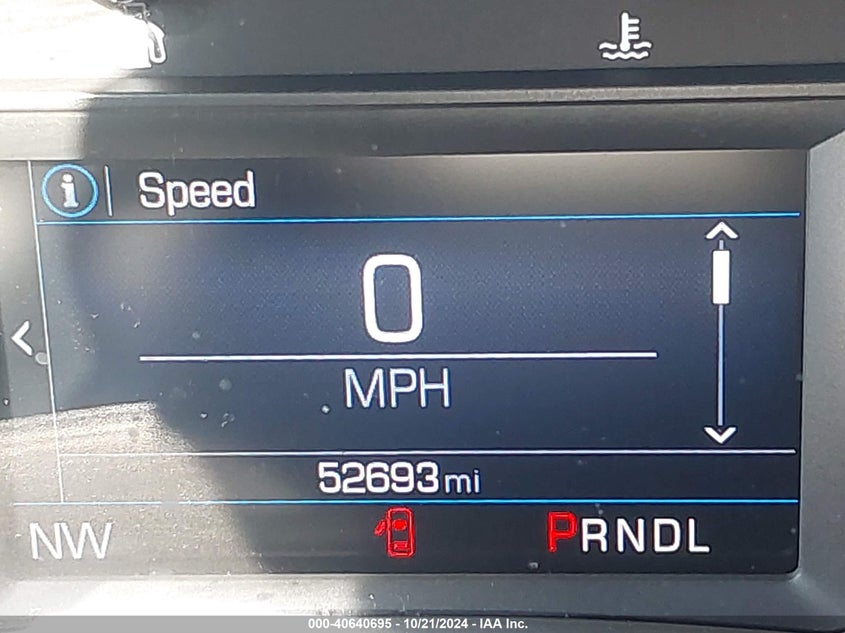 i Speed
0
MPH
52693 mi
NW PRNDL
000-40640695 - 10/21/2024 - IAA Inc.